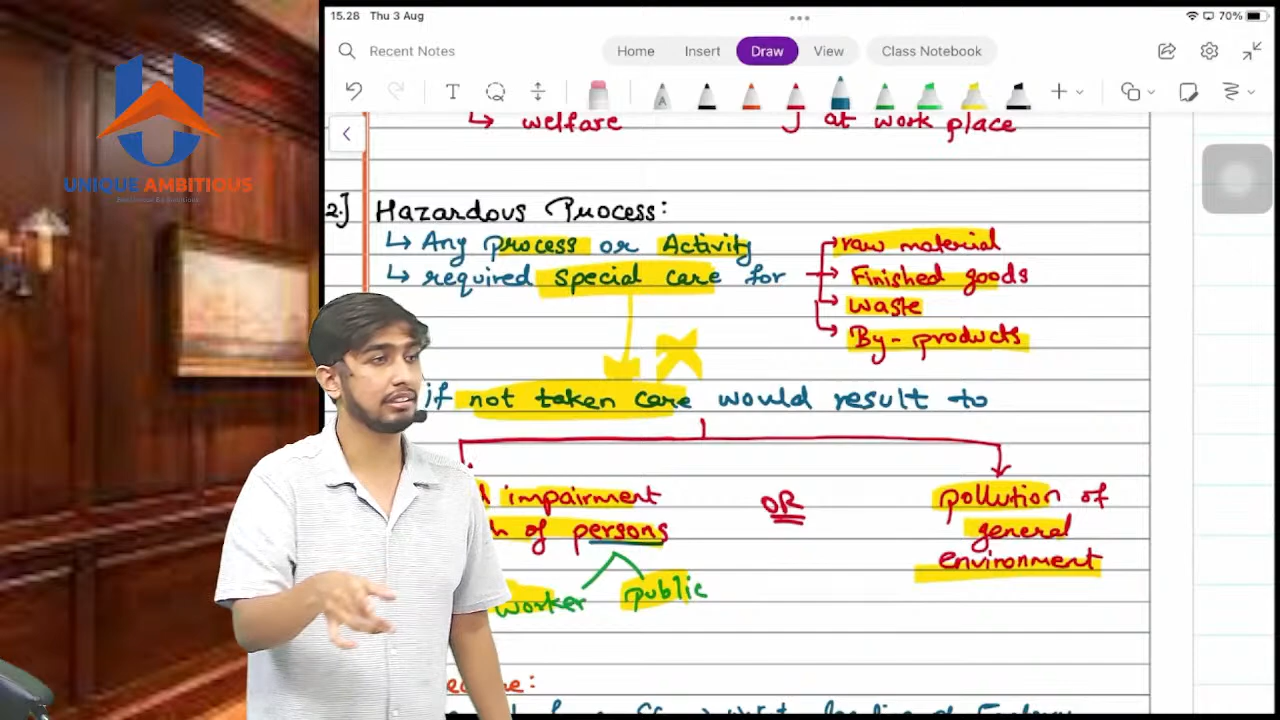 15.28 Thu 3 Aug
70%
Recent Notes
Home Insert Draw View Class Notebook
UNIQUE AMBITIOUS
↳ welfare
at work place
2.] Hazardous Process:
↳ Any process or Activity
↳ required special care for
→ raw material
→ Finished goods
→ waste
→ By-products
if not taken care would result to
impairment
of persons
worker
public
OR
pollution of
general
environment